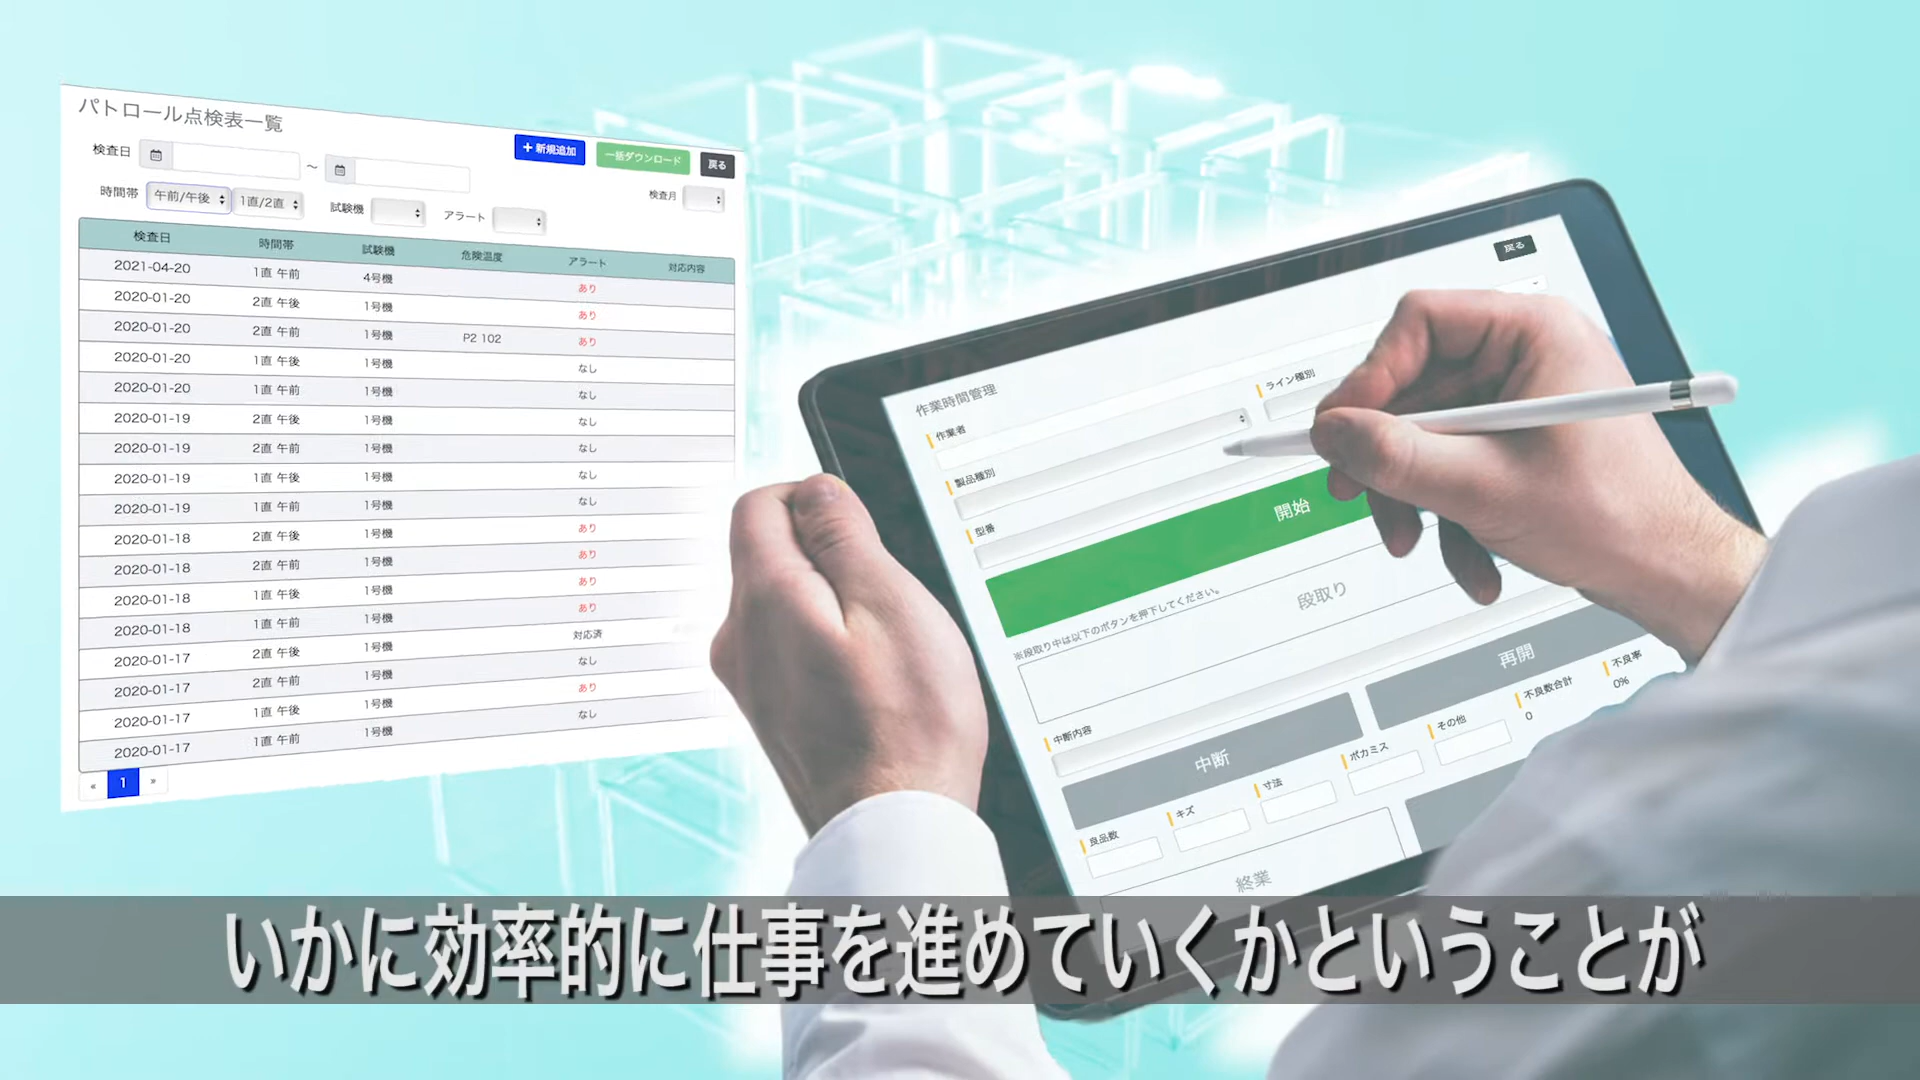 パトロール点検表一覧
+ 新規追加 一括ダウンロード 戻る
検査日 ～
検査月
時間帯 午前/午後 1直/2直 試験機 アラート
検査日 時間帯 試験機 危険温度 アラート 対応内容
2021-04-20 1直 午前 4号機 あり
2020-01-20 2直 午後 1号機 あり
2020-01-20 2直 午前 1号機 P2 102 あり
2020-01-20 1直 午後 1号機 なし
2020-01-20 1直 午前 1号機 なし
2020-01-19 2直 午後 1号機 なし
2020-01-19 2直 午前 1号機 なし
2020-01-19 1直 午後 1号機 なし
2020-01-19 1直 午前 1号機 なし
2020-01-18 2直 午後 1号機 あり
2020-01-18 2直 午前 1号機 あり
2020-01-18 1直 午後 1号機 あり
2020-01-18 1直 午前 1号機 あり
2020-01-17 2直 午後 1号機 対応済
2020-01-17 2直 午前 1号機 なし
2020-01-17 1直 午後 1号機 あり
2020-01-17 1直 午前 1号機 なし
« 1 »
戻る
作業時間管理
作業者 ライン種別
製品種別
型番
開始
※段取り中は以下のボタンを押下してください。
段取り
中断内容
中断 再開
良品数 キズ 寸法 ポカミス その他 不良数合計 不良率
0 0%
終業
いかに効率的に仕事を進めていくかということが